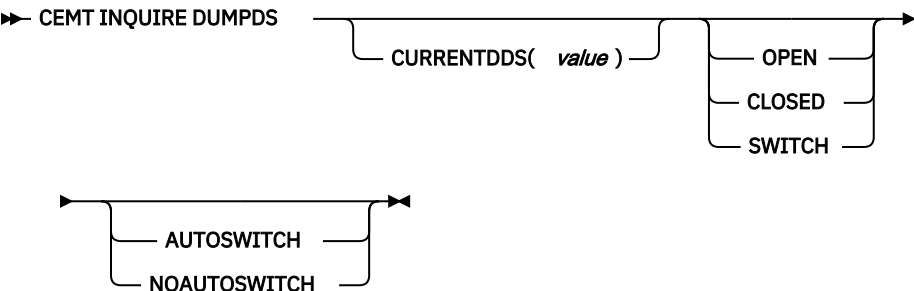 CEMT INQUIRE DUMPDS
CURRENTDDS( value )
OPEN
CLOSED
SWITCH
AUTOSWITCH
NOAUTOSWITCH